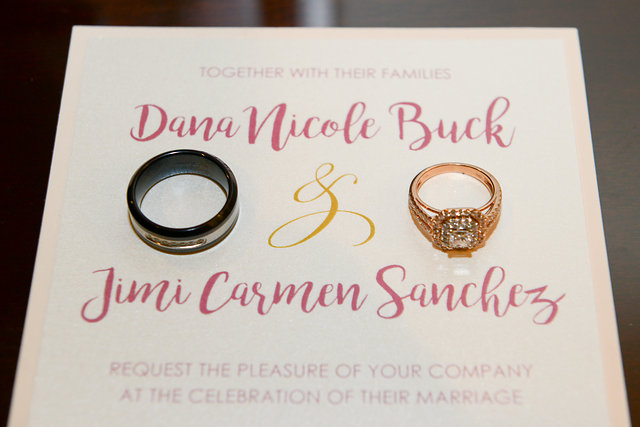 TOGETHER WITH THEIR FAMILIES
Dana Nicole Buck
&
Jimi Carmen Sanchez
REQUEST THE PLEASURE OF YOUR COMPANY
AT THE CELEBRATION OF THEIR MARRIAGE